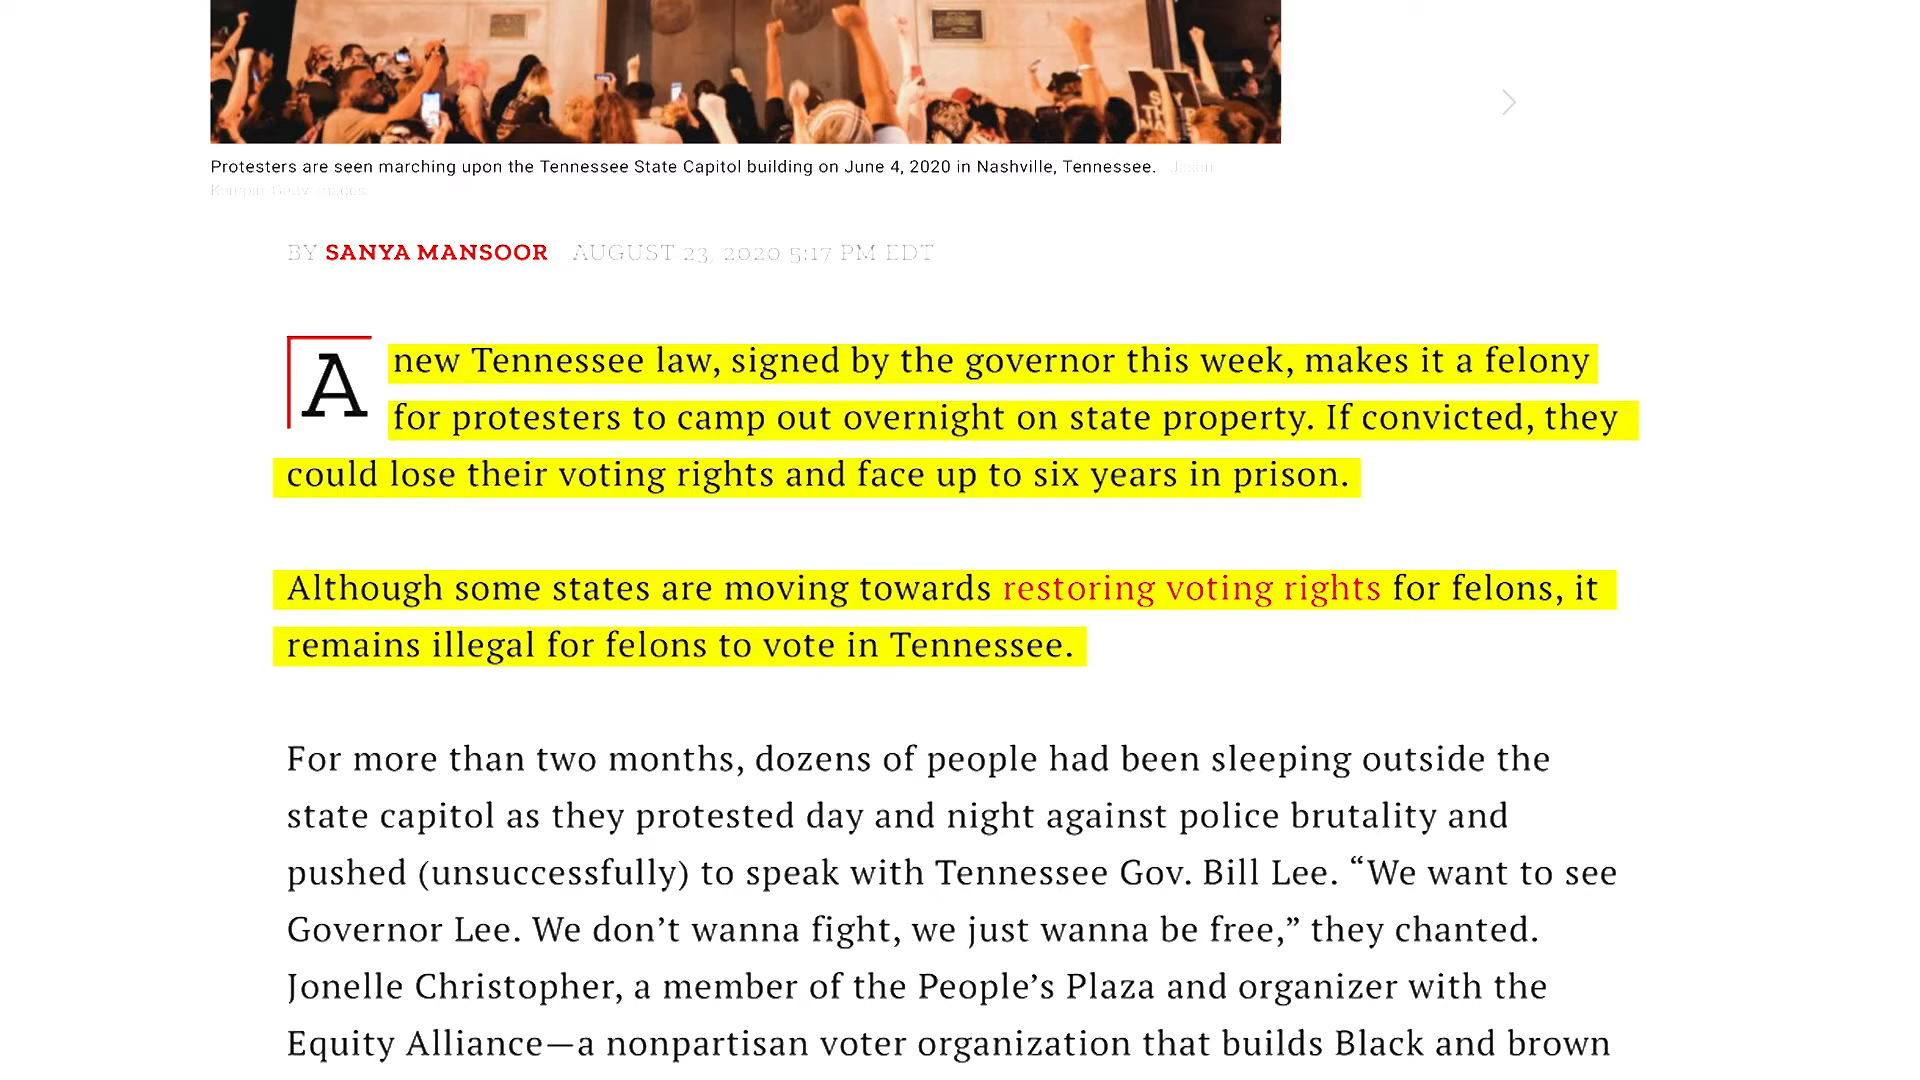 SAY
TH
NA
Protesters are seen marching upon the Tennessee State Capitol building on June 4, 2020 in Nashville, Tennessee. Jason
Kempin-Getty Images
BY SANYA MANSOOR AUGUST 23, 2020 5:17 PM EDT
A new Tennessee law, signed by the governor this week, makes it a felony
for protesters to camp out overnight on state property. If convicted, they
could lose their voting rights and face up to six years in prison.
Although some states are moving towards restoring voting rights for felons, it
remains illegal for felons to vote in Tennessee.
For more than two months, dozens of people had been sleeping outside the
state capitol as they protested day and night against police brutality and
pushed (unsuccessfully) to speak with Tennessee Gov. Bill Lee. “We want to see
Governor Lee. We don’t wanna fight, we just wanna be free,” they chanted.
Jonelle Christopher, a member of the People’s Plaza and organizer with the
Equity Alliance—a nonpartisan voter organization that builds Black and brown